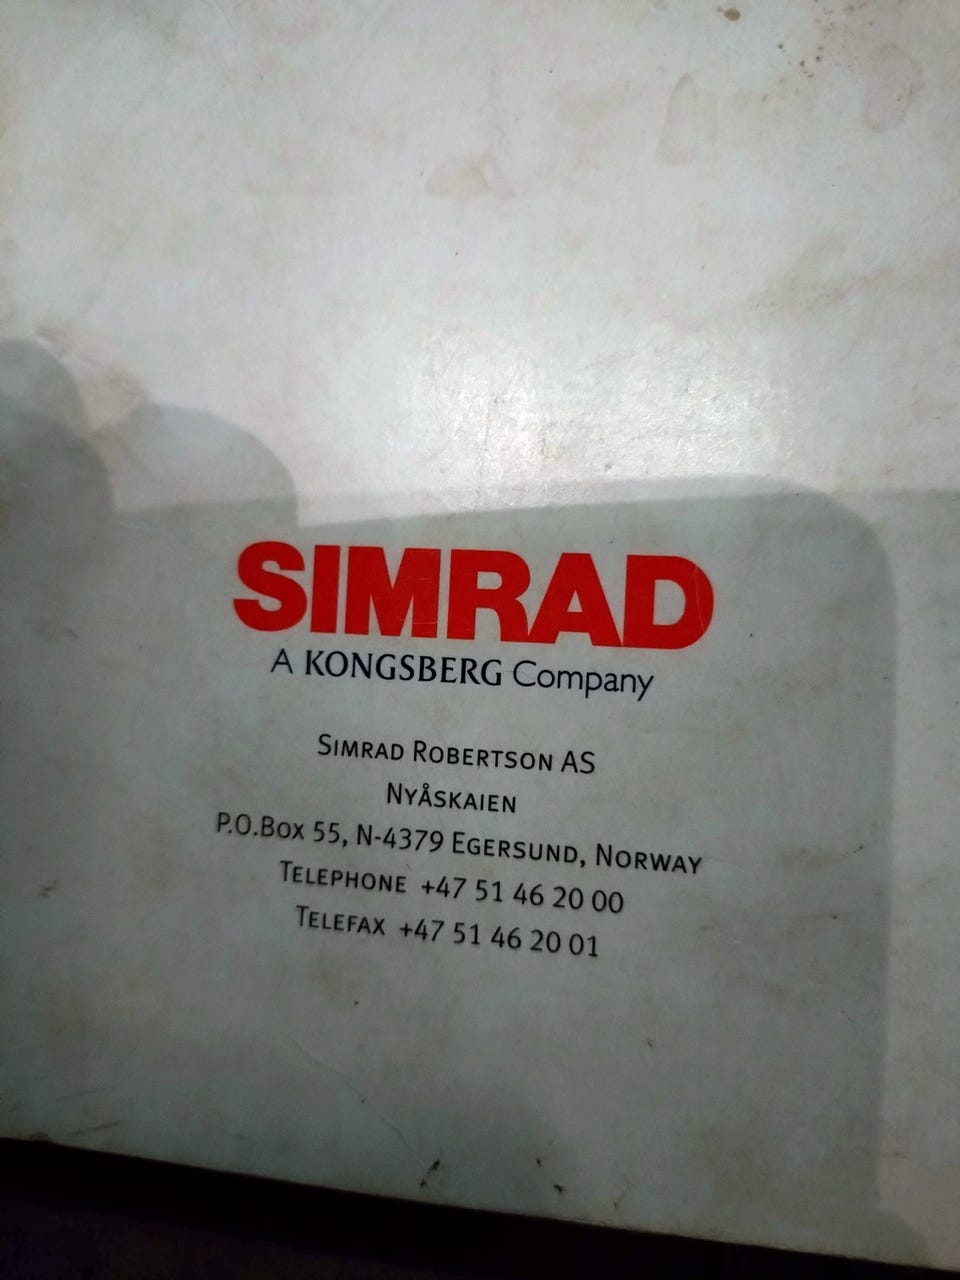 SIMRAD
A KONGSBERG Company
SIMRAD ROBERTSON AS
NYÅSKAIEN
P.O.BOX 55, N-4379 EGERSUND, NORWAY
TELEPHONE +47 51 46 20 00
TELEFAX +47 51 46 20 01